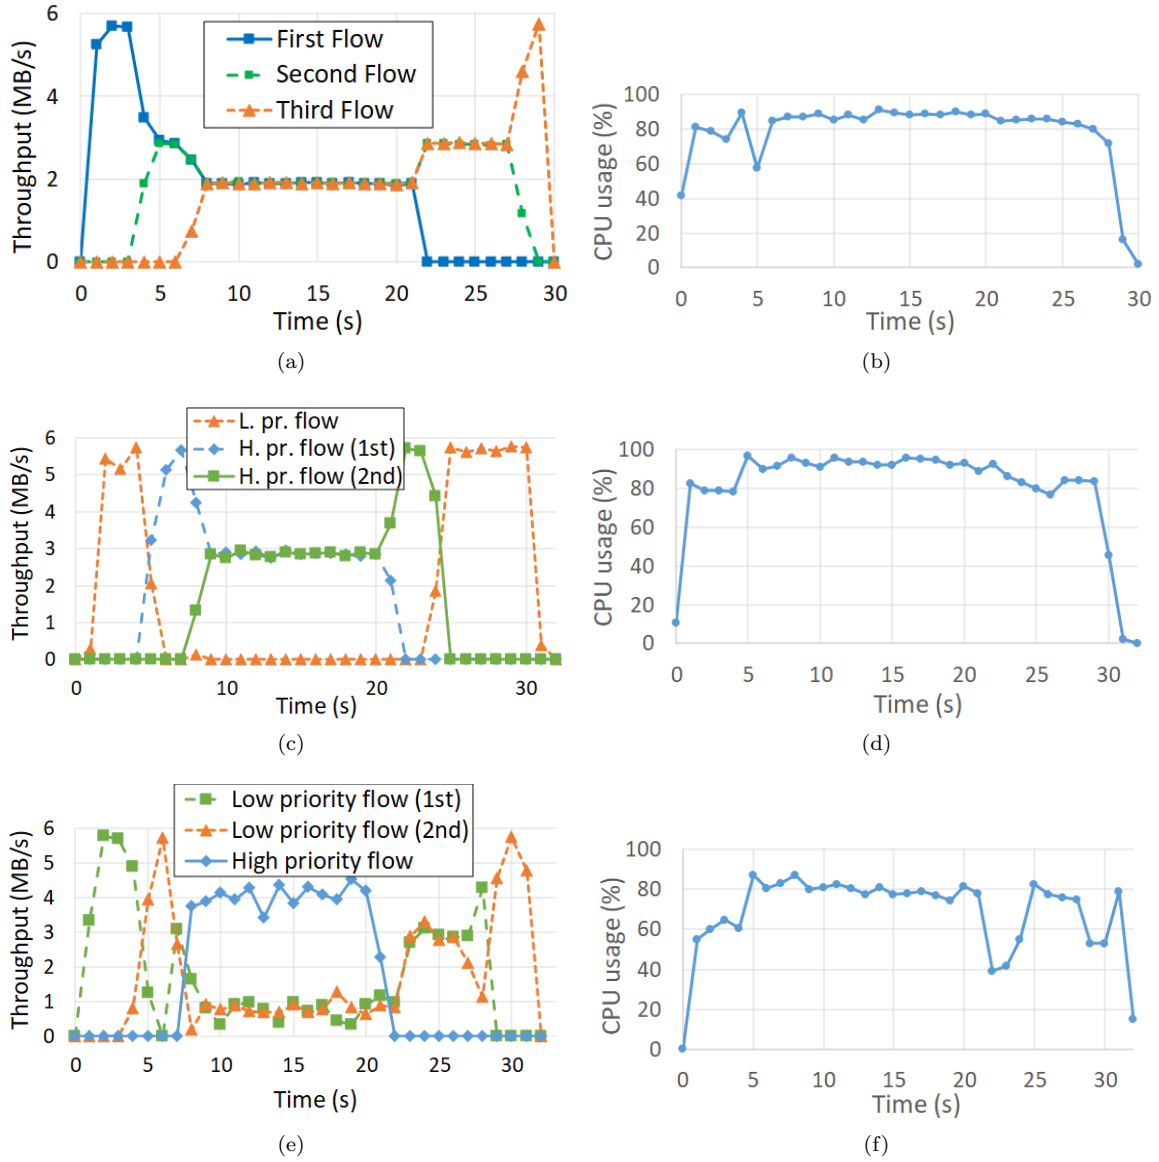 Throughput (MB/s)
6
4
2
0
First Flow
Second Flow
Third Flow
0 5 10 15 20 25 30
Time (s)
(a)
CPU usage (%)
100
80
60
40
20
0
0 5 10 15 20 25 30
Time (s)
(b)
Throughput (MB/s)
6
5
4
3
2
1
0
L. pr. flow
H. pr. flow (1st)
H. pr. flow (2nd)
0 10 20 30
Time (s)
(c)
CPU usage (%)
100
80
60
40
20
0
0 5 10 15 20 25 30
Time (s)
(d)
Throughput (MB/s)
6
5
4
3
2
1
0
Low priority flow (1st)
Low priority flow (2nd)
High priority flow
0 5 10 15 20 25 30
Time (s)
(e)
CPU usage (%)
100
80
60
40
20
0
0 5 10 15 20 25 30
Time (s)
(f)